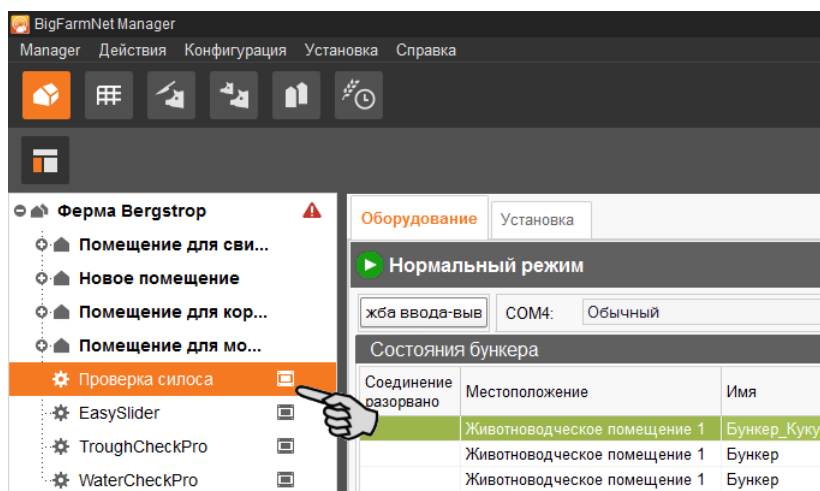 BigFarmNet Manager
Manager Действия Конфигурация Установка Справка
Ферма Bergstrop
Помещение для сви...
Новое помещение
Помещение для кор...
Помещение для мо...
Проверка силоса
EasySlider
TroughCheckPro
WaterCheckPro
Оборудование Установка
Нормальный режим
жба ввода-выв COM4: Обычный
Состояния бункера
Соединение разорвано Местоположение Имя
Животноводческое помещение 1 Бункер_Куку
Животноводческое помещение 1 Бункер
Животноводческое помещение 1 Бункер